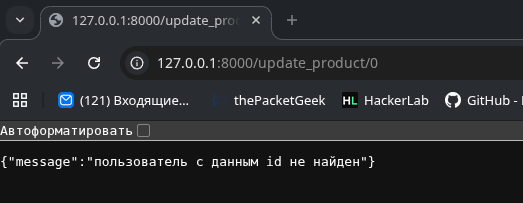 127.0.0.1:8000/update_produ
127.0.0.1:8000/update_product/0
(121) Входящие...
thePacketGeek
HL HackerLab
GitHub -
Автоформатировать
{"message":"пользователь с данным id не найден"}